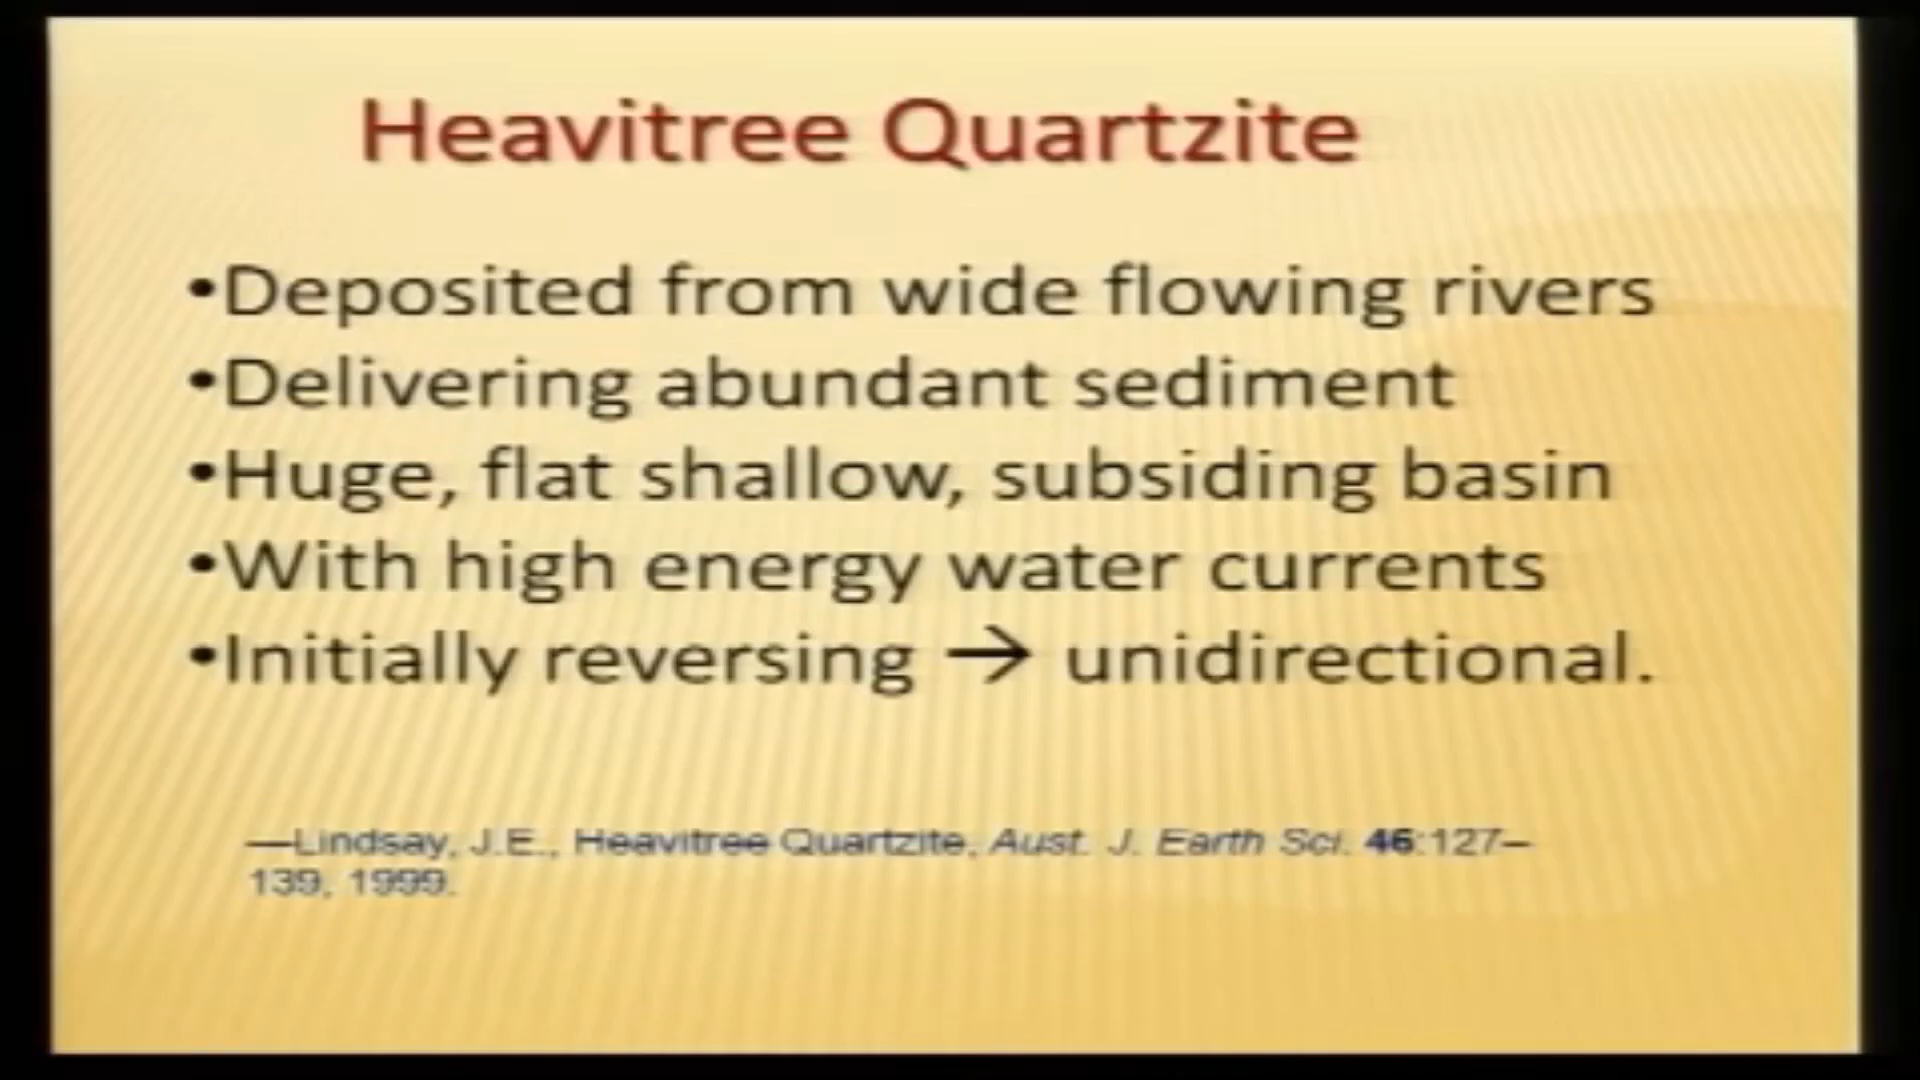 Heavitree Quartzite
•Deposited from wide flowing rivers
•Delivering abundant sediment
•Huge, flat shallow, subsiding basin
•With high energy water currents
•Initially reversing → unidirectional.
—Lindsay, J.E., Heavitree Quartzite, Aust. J. Earth Sci. 46:127–
139, 1999.